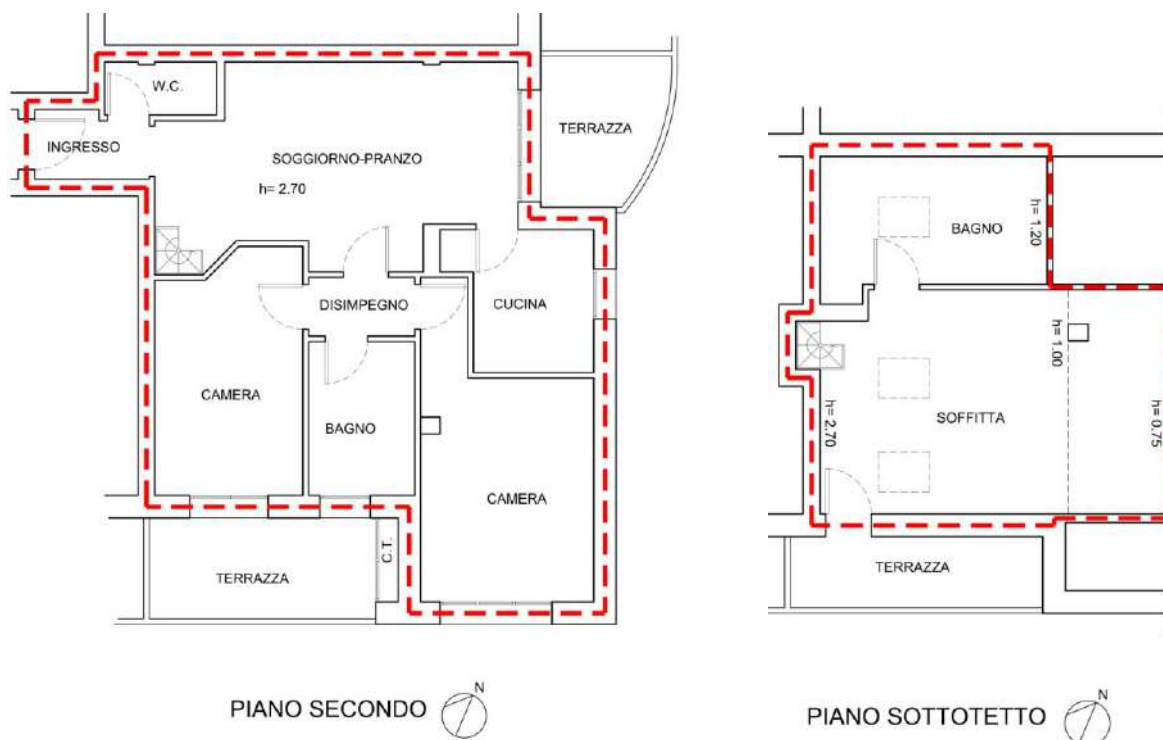 W.C.
INGRESSO
SOGGIORNO-PRANZO
h= 2.70
TERRAZZA
DISIMPEGNO
CUCINA
CAMERA
BAGNO
CAMERA
C.T.
TERRAZZA
PIANO SECONDO
N
BAGNO
h= 1.20
h= 1.00
SOFFITTA
h= 2.70
h= 0.75
TERRAZZA
PIANO SOTTOTETTO
N